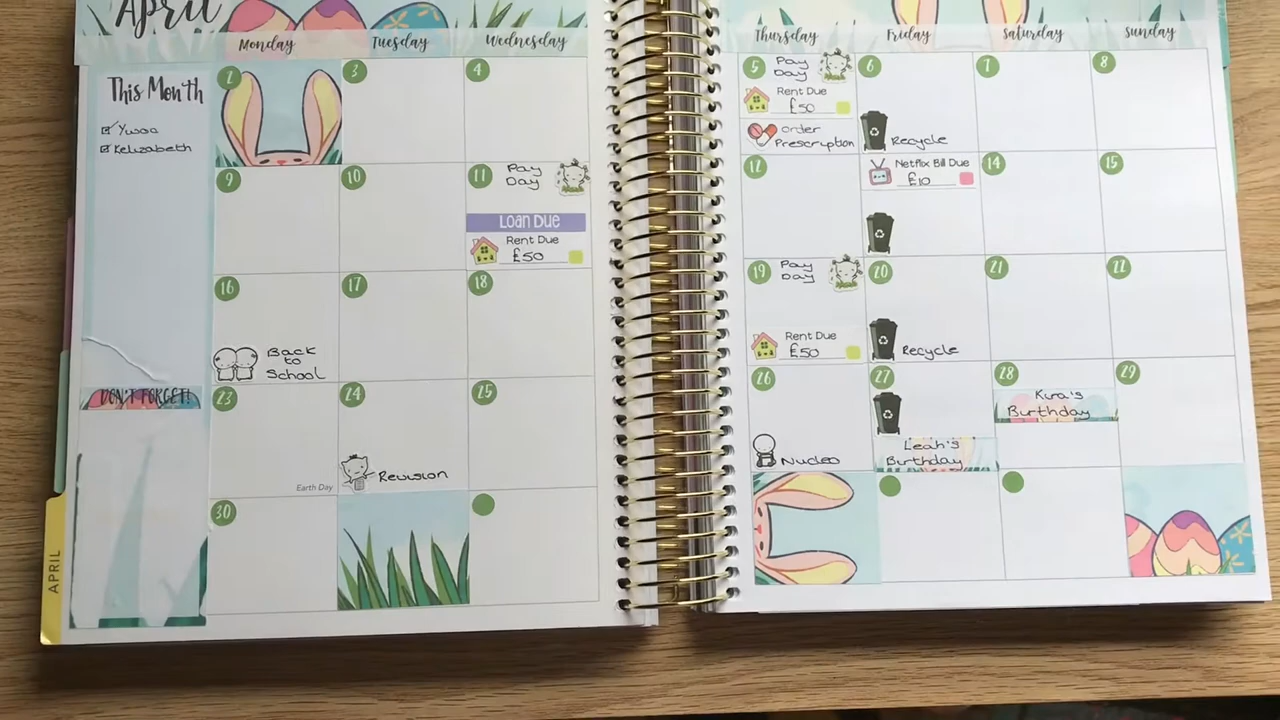 April
Monday
Tuesday
Wednesday
Thursday
Friday
Saturday
Sunday
This Month
Kelizabeth
DON'T FORGET!
APRIL
2
3
4
5
Pay
Day
Rent Due
£50
Order
Prescription
6
Recycle
7
8
9
10
11
Pay
Day
LOAN DUE
Rent Due
£50
12
Netflix Bill Due
£10
14
15
16
Back
to
School
17
18
19
Pay
Day
Rent Due
£50
20
Recycle
21
22
23
Earth Day
24
Revision
25
26
Nucleo
27
Leah's
Birthday
28
Kira's
Birthday
29
30